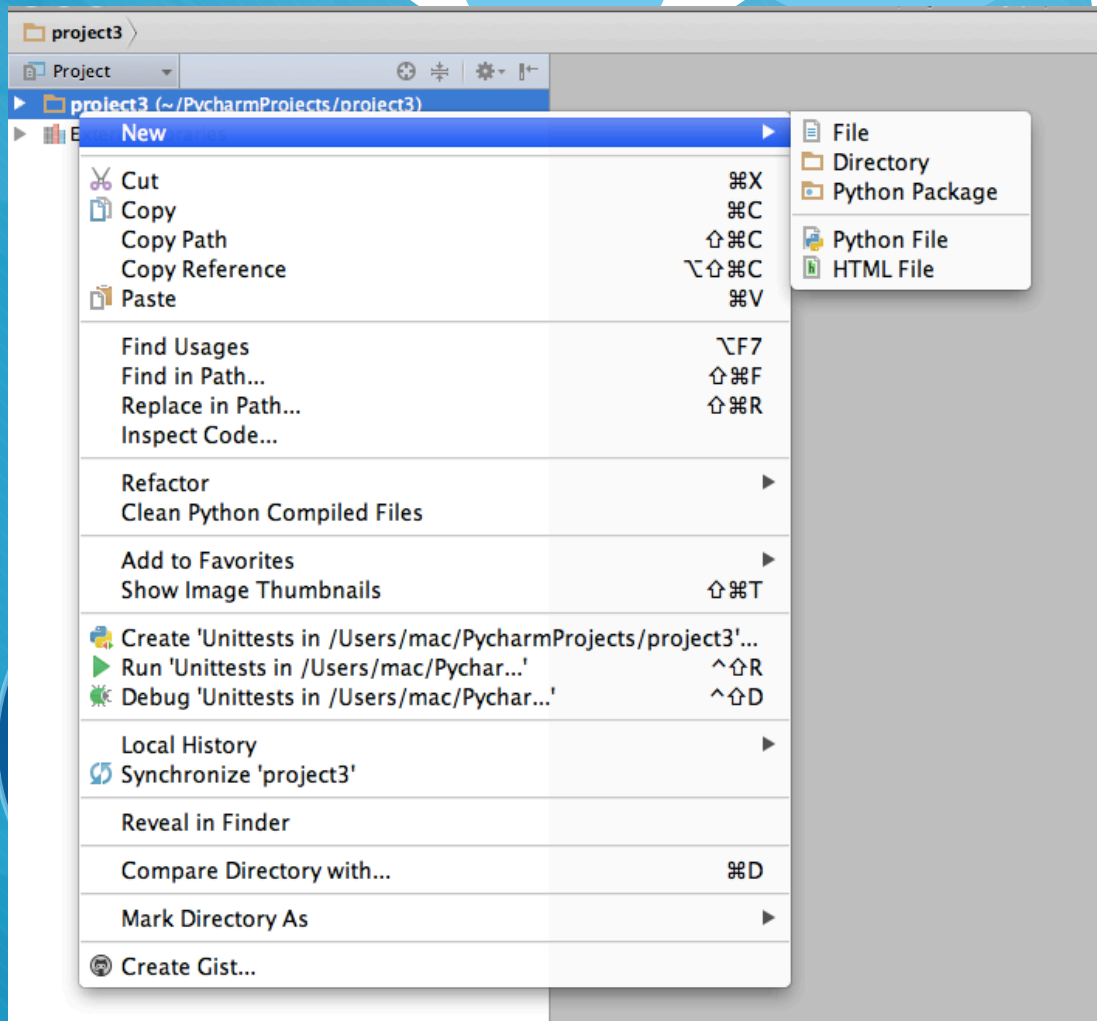 project3
Project
project3 (~/PycharmProjects/project3)
New
Cut ⌘X
Copy ⌘C
Copy Path ⇧⌘C
Copy Reference ⌥⇧⌘C
Paste ⌘V
Find Usages ⌥F7
Find in Path... ⇧⌘F
Replace in Path... ⇧⌘R
Inspect Code...
Refactor
Clean Python Compiled Files
Add to Favorites
Show Image Thumbnails ⇧⌘T
Create 'Unittests in /Users/mac/PycharmProjects/project3'...
Run 'Unittests in /Users/mac/Pychar...' ^⇧R
Debug 'Unittests in /Users/mac/Pychar...' ^⇧D
Local History
Synchronize 'project3'
Reveal in Finder
Compare Directory with... ⌘D
Mark Directory As
Create Gist...
File
Directory
Python Package
Python File
HTML File